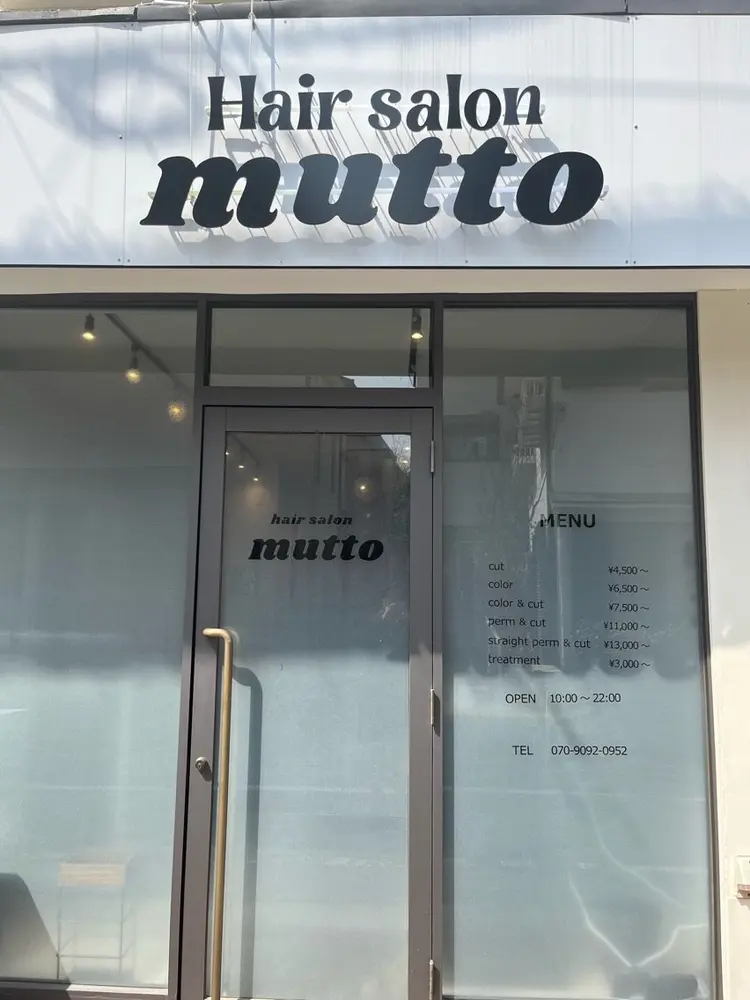 Hair salon
mutto
hair salon
mutto
MENU
cut ¥4,500～
color ¥6,500～
color & cut ¥7,500～
perm & cut ¥11,000～
straight perm & cut ¥13,000～
treatment ¥3,000～
OPEN 10:00～22:00
TEL 070-9092-0952